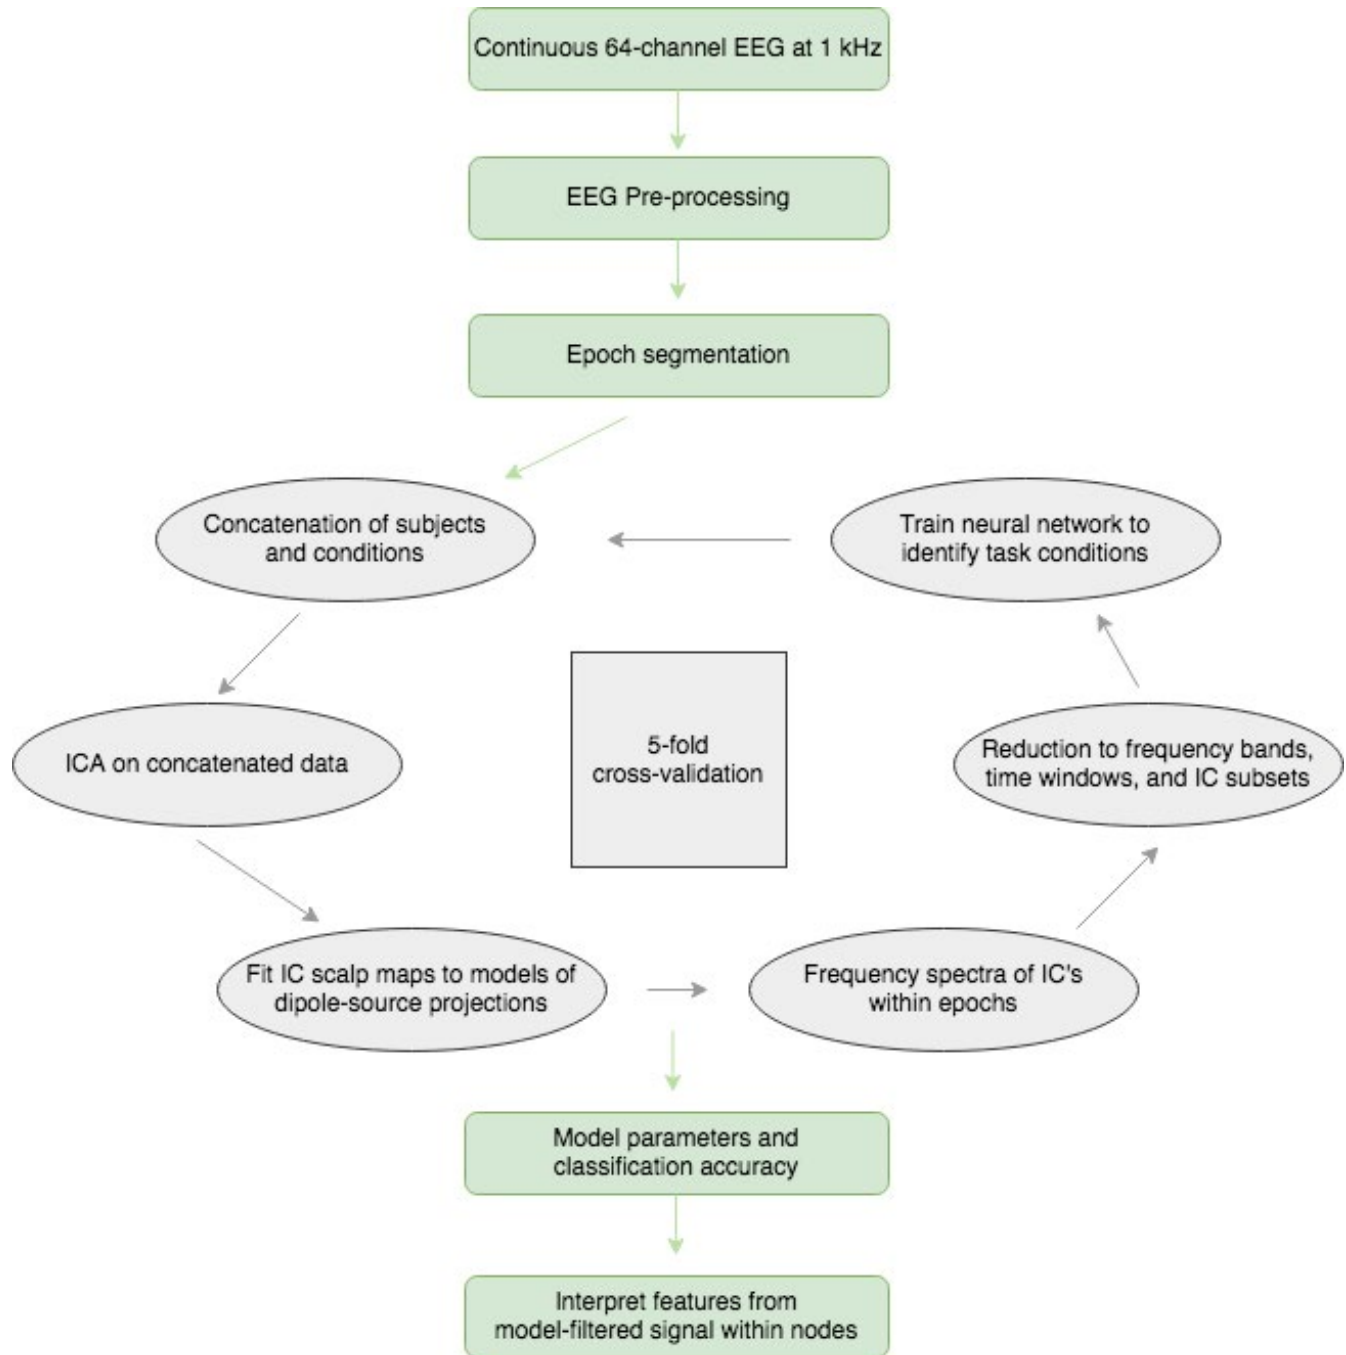 Continuous 64-channel EEG at 1 kHz
EEG Pre-processing
Epoch segmentation
Concatenation of subjects
and conditions
Train neural network to
identify task conditions
ICA on concatenated data
5-fold
cross-validation
Reduction to frequency bands,
time windows, and IC subsets
Fit IC scalp maps to models of
dipole-source projections
Frequency spectra of IC's
within epochs
Model parameters and
classification accuracy
Interpret features from
model-filtered signal within nodes